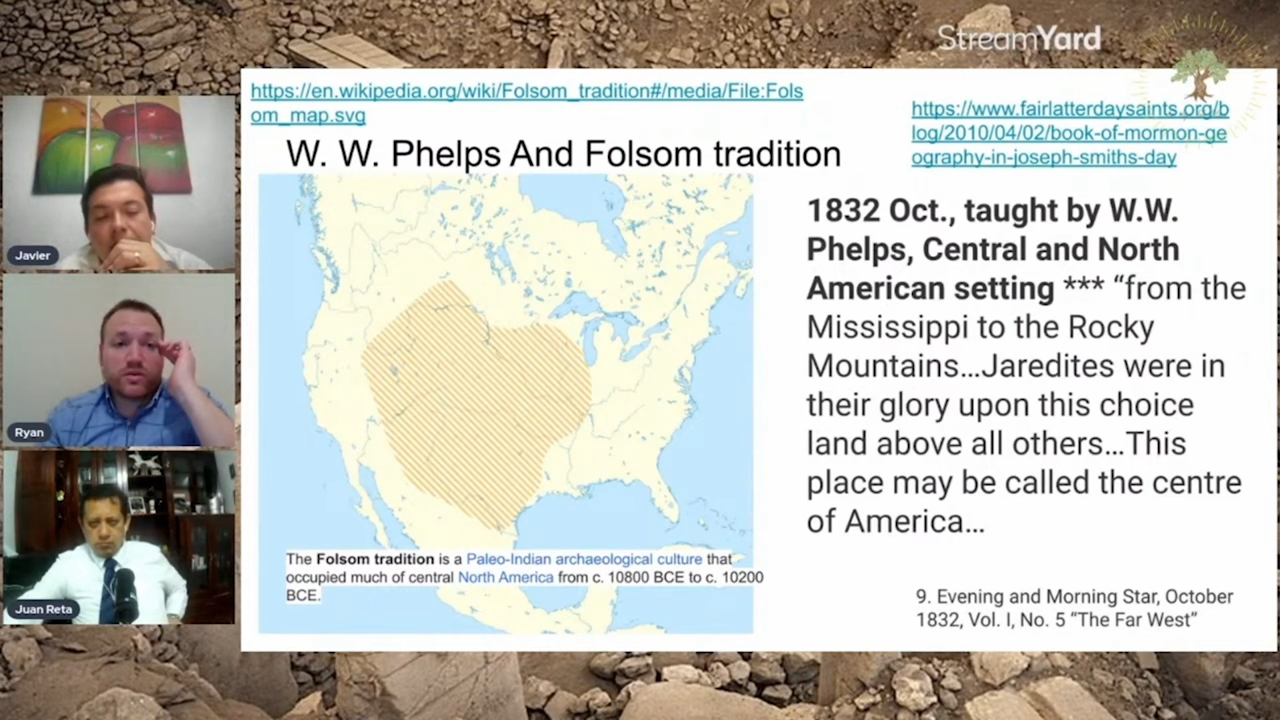 StreamYard
https://en.wikipedia.org/wiki/Folsom_tradition#/media/File:Fols
om_map.svg
https://www.fairlatterdaysaints.org/b
log/2010/04/02/book-of-mormon-ge
ography-in-joseph-smiths-day
W. W. Phelps And Folsom tradition
1832 Oct., taught by W.W.
Phelps, Central and North
American setting *** “from the
Mississippi to the Rocky
Mountains…Jaredites were in
their glory upon this choice
land above all others…This
place may be called the centre
of America…
The Folsom tradition is a Paleo-Indian archaeological culture that
occupied much of central North America from c. 10800 BCE to c. 10200
BCE.
9. Evening and Morning Star, October
1832, Vol. I, No. 5 “The Far West”
Javier
Ryan
Juan Reta